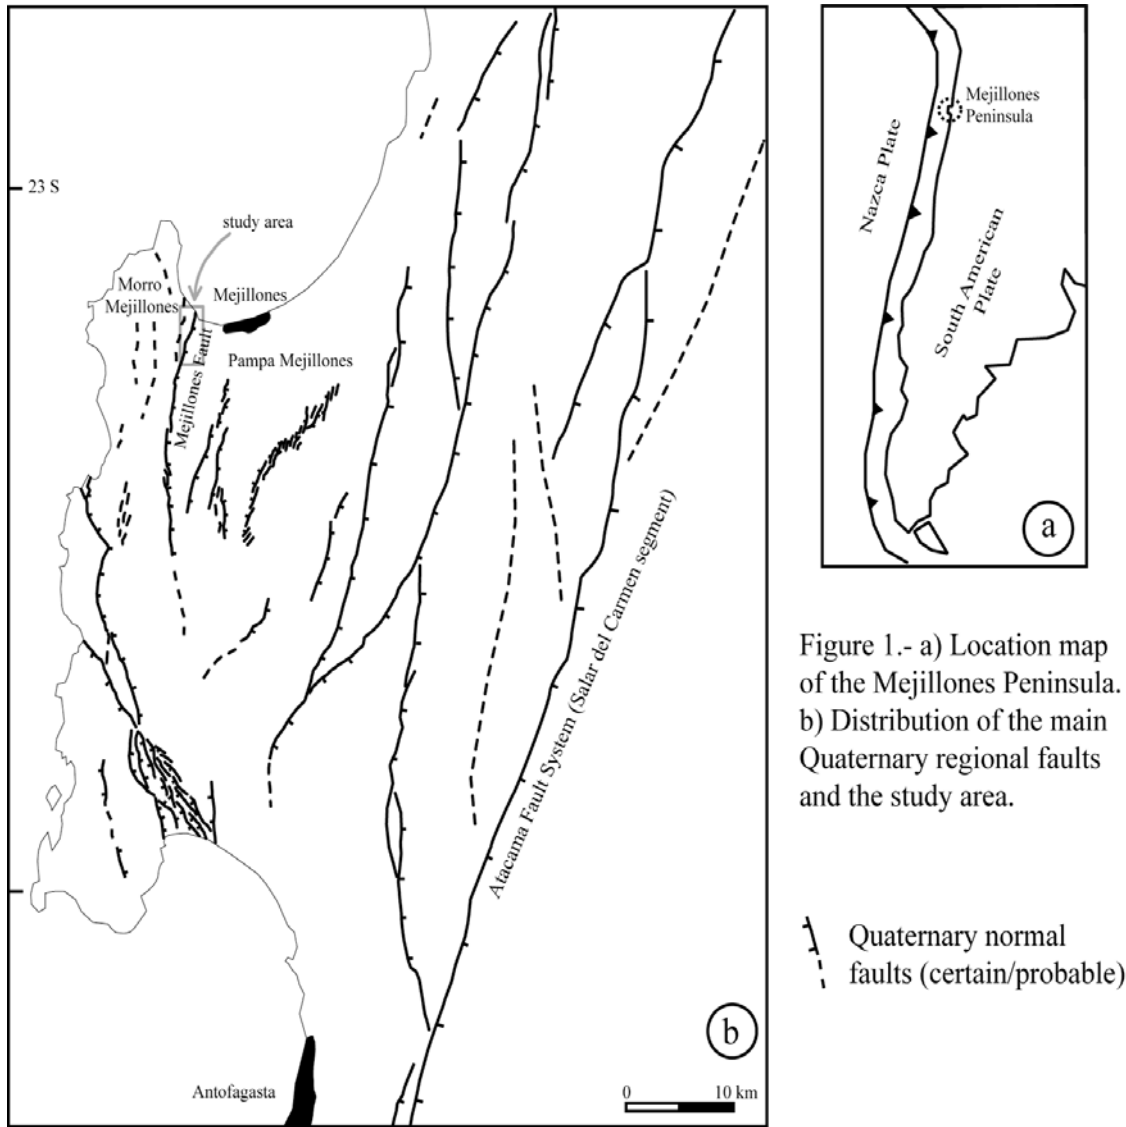 23 S
study area
Morro
Mejillones
Mejillones
Mejillones Fault
Pampa Mejillones
Atacama Fault System (Salar del Carmen segment)
Antofagasta
0 10 km
b
Mejillones
Peninsula
Nazca Plate
South American
Plate
a
Figure 1.- a) Location map
of the Mejillones Peninsula.
b) Distribution of the main
Quaternary regional faults
and the study area.
Quaternary normal
faults (certain/probable)